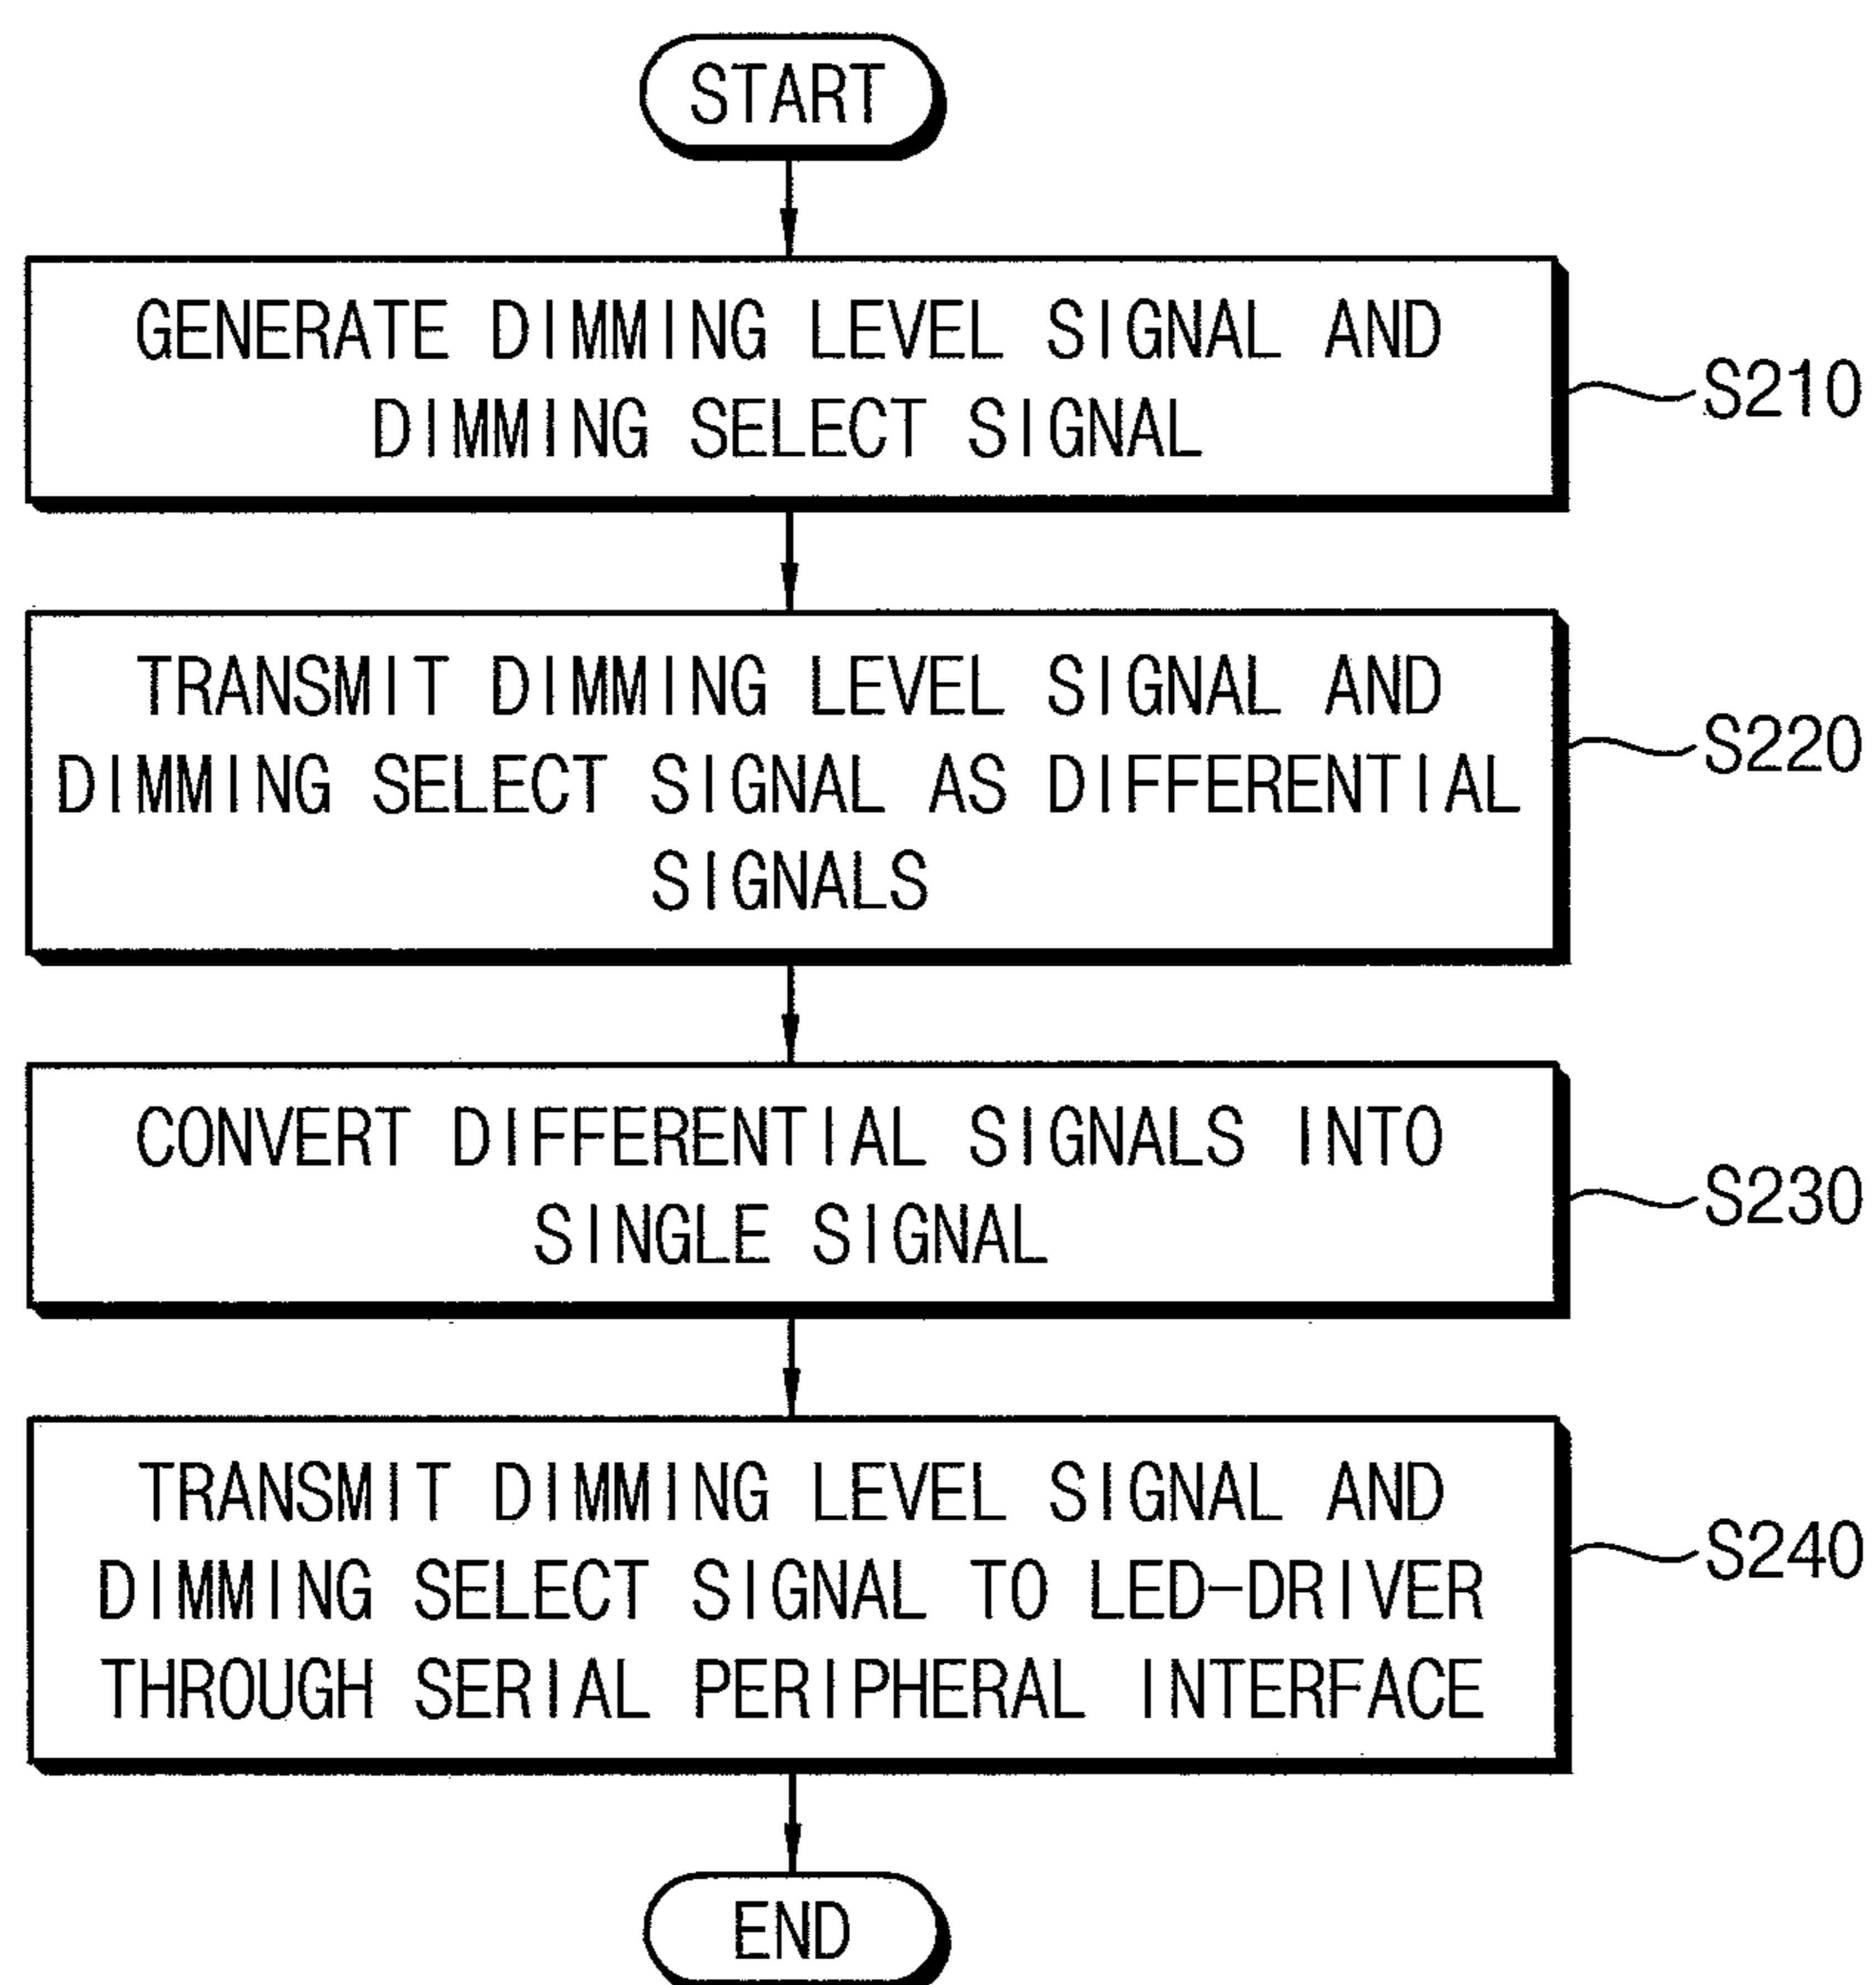 START
GENERATE DIMMING LEVEL SIGNAL AND
DIMMING SELECT SIGNAL
S210
TRANSMIT DIMMING LEVEL SIGNAL AND
DIMMING SELECT SIGNAL AS DIFFERENTIAL
SIGNALS
S220
CONVERT DIFFERENTIAL SIGNALS INTO
SINGLE SIGNAL
S230
TRANSMIT DIMMING LEVEL SIGNAL AND
DIMMING SELECT SIGNAL TO LED-DRIVER
THROUGH SERIAL PERIPHERAL INTERFACE
S240
END